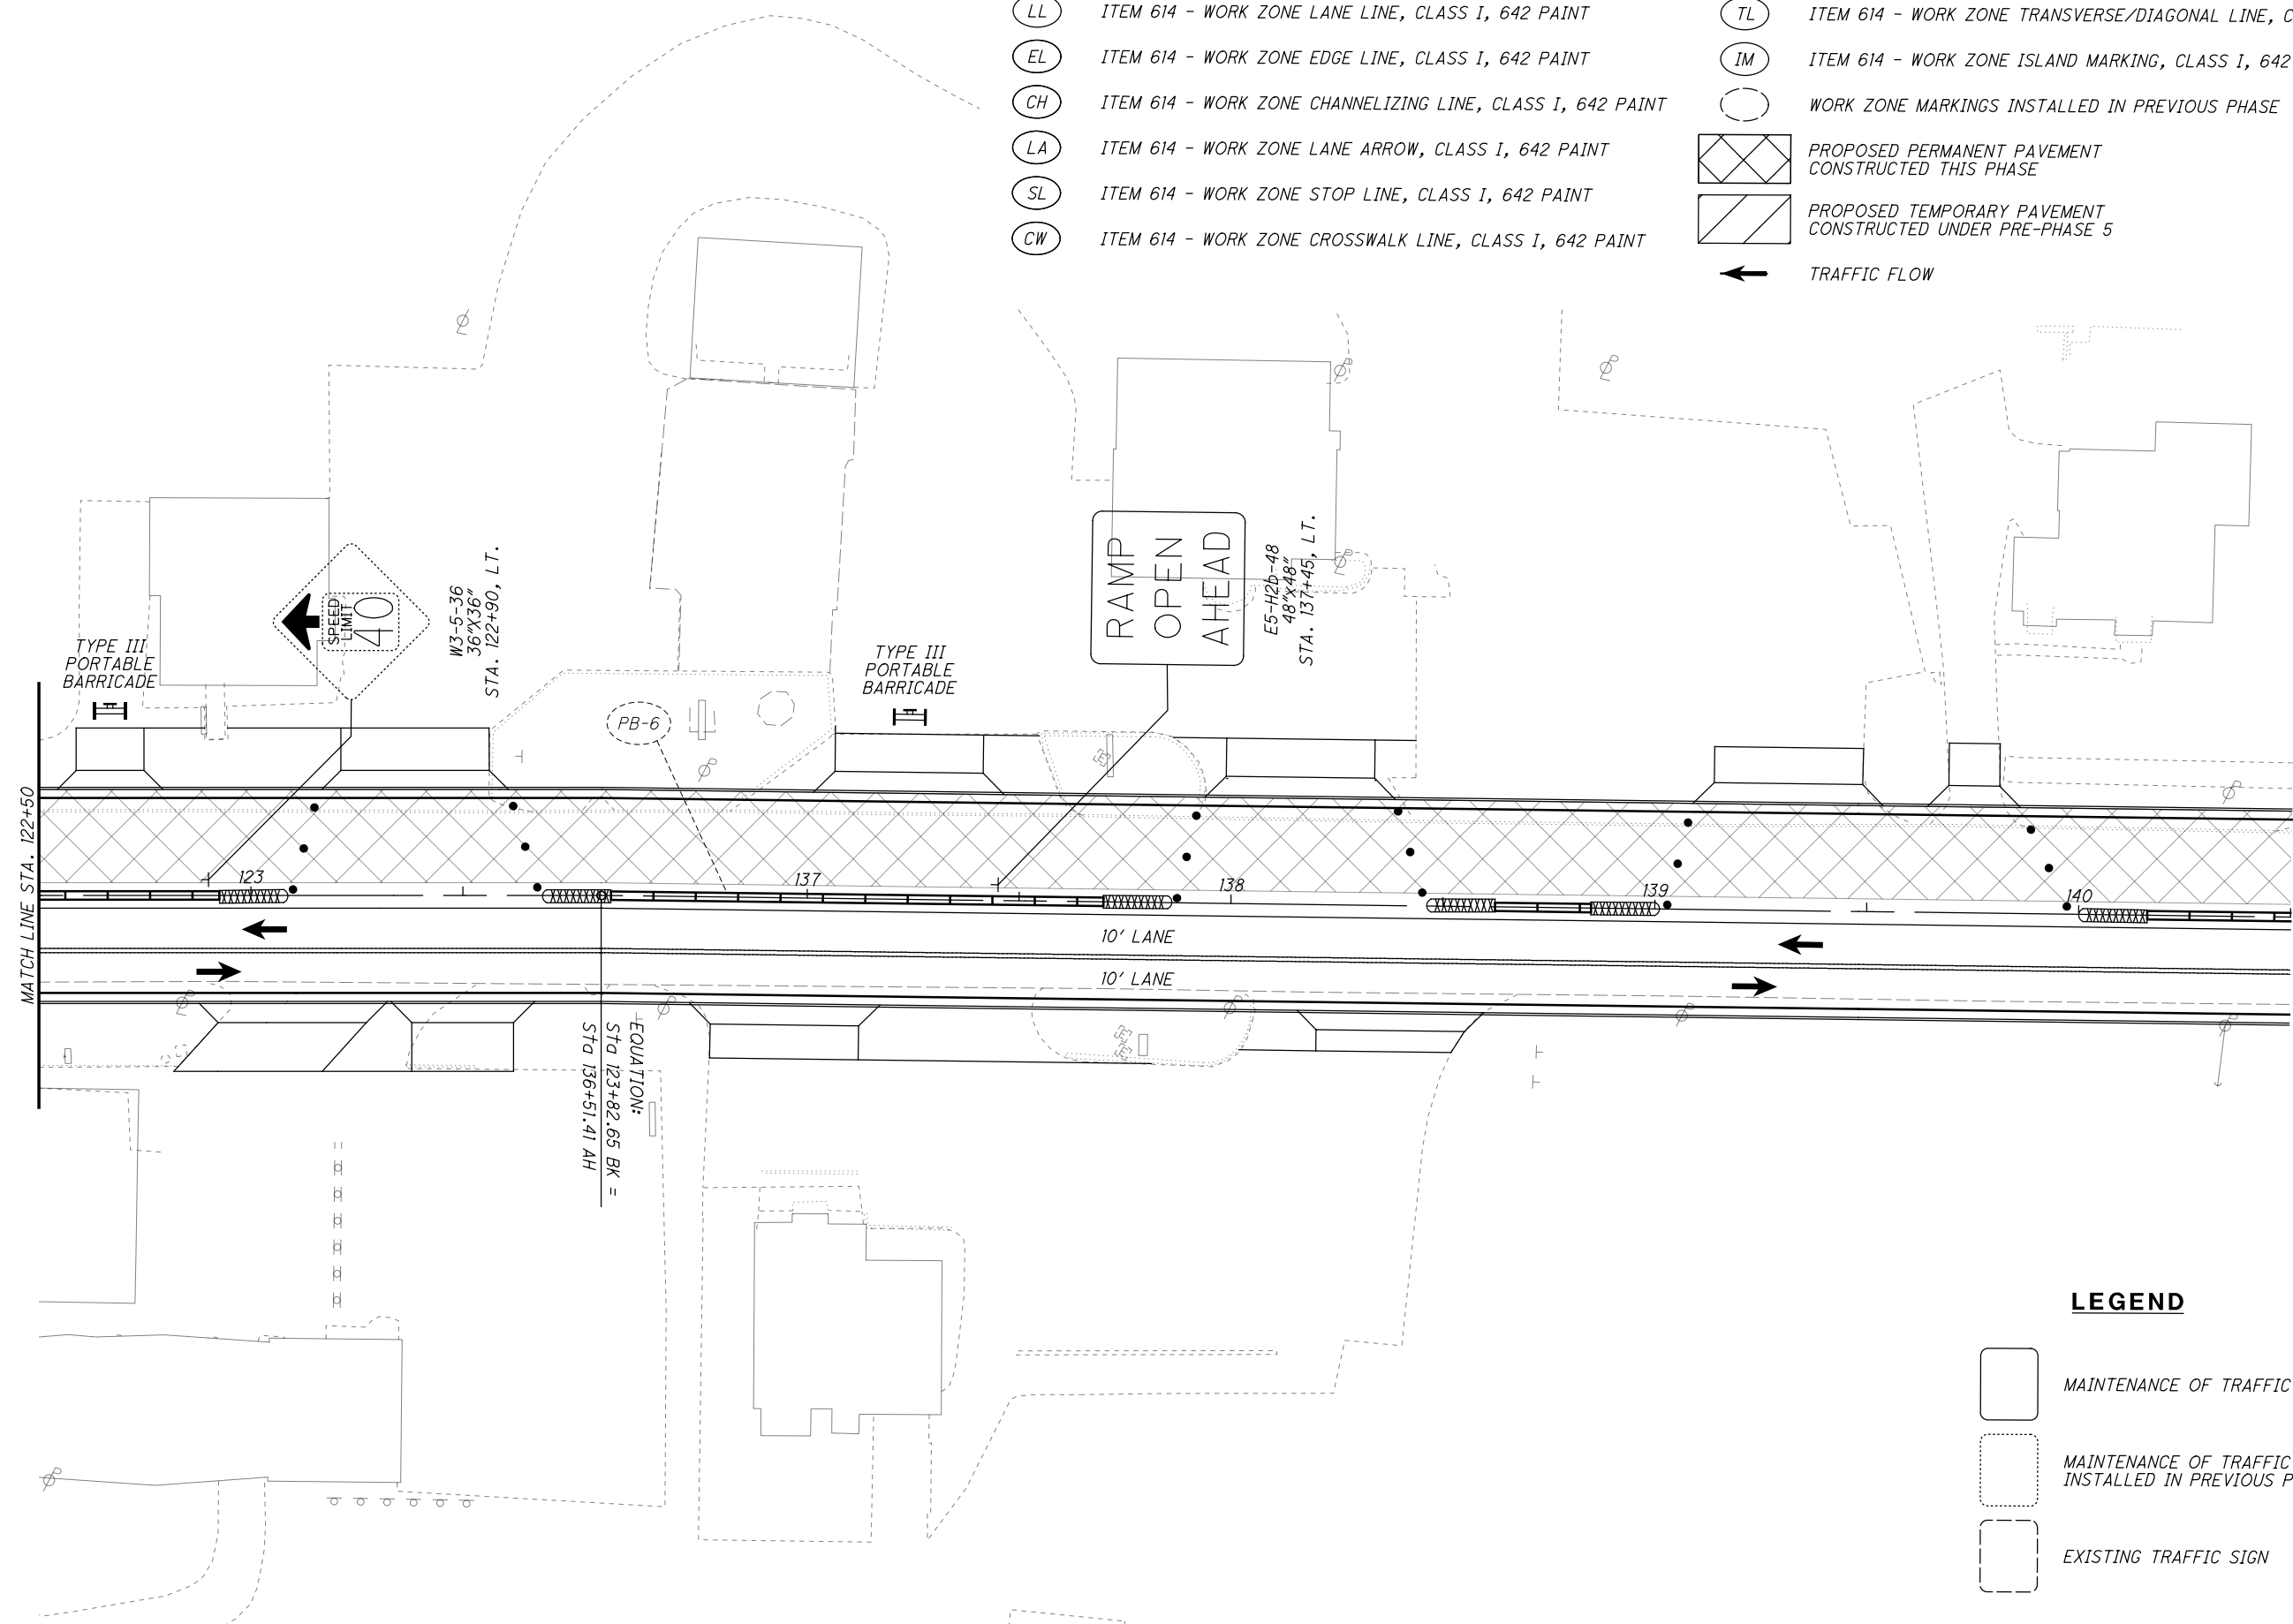 LL ITEM 614 - WORK ZONE LANE LINE, CLASS I, 642 PAINT
EL ITEM 614 - WORK ZONE EDGE LINE, CLASS I, 642 PAINT
CH ITEM 614 - WORK ZONE CHANNELIZING LINE, CLASS I, 642 PAINT
LA ITEM 614 - WORK ZONE LANE ARROW, CLASS I, 642 PAINT
SL ITEM 614 - WORK ZONE STOP LINE, CLASS I, 642 PAINT
CW ITEM 614 - WORK ZONE CROSSWALK LINE, CLASS I, 642 PAINT
TL ITEM 614 - WORK ZONE TRANSVERSE/DIAGONAL LINE, C
IM ITEM 614 - WORK ZONE ISLAND MARKING, CLASS I, 642
WORK ZONE MARKINGS INSTALLED IN PREVIOUS PHASE
PROPOSED PERMANENT PAVEMENT
CONSTRUCTED THIS PHASE
PROPOSED TEMPORARY PAVEMENT
CONSTRUCTED UNDER PRE-PHASE 5
TRAFFIC FLOW
TYPE III
PORTABLE
BARRICADE
SPEED
LIMIT
40
W3-5-36
36"X36"
STA. 122+90, LT.
PB-6
TYPE III
PORTABLE
BARRICADE
RAMP
OPEN
AHEAD
E5-H2b-48
48"X48"
STA. 137+45, LT.
MATCH LINE STA. 122+50
123
137
138
139
140
10' LANE
10' LANE
EQUATION:
Sta 123+82.65 BK =
Sta 136+51.41 AH
E
E
E
LEGEND
MAINTENANCE OF TRAFFIC
MAINTENANCE OF TRAFFIC
INSTALLED IN PREVIOUS P
EXISTING TRAFFIC SIGN